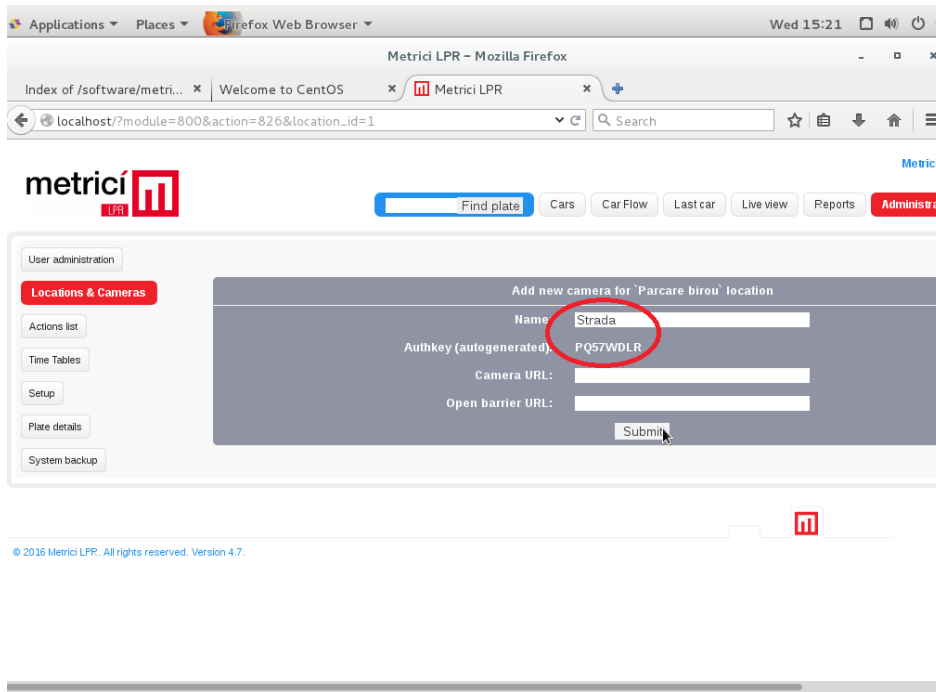 Applications Places Firefox Web Browser Wed 15:21
Metrici LPR – Mozilla Firefox
Index of /software/metri... Welcome to CentOS Metrici LPR
localhost/?module=800&action=826&location_id=1 Search
Metric
metricí LPR
Find plate Cars Car Flow Last car Live view Reports Administra
User administration
Locations & Cameras
Add new camera for `Parcare birou` location
Name: Strada
Actions list
Authkey (autogenerated): PQ57WDLR
Time Tables
Camera URL:
Setup
Open barrier URL:
Plate details
Submit
System backup
© 2016 Metrici LPR. All rights reserved. Version 4.7.